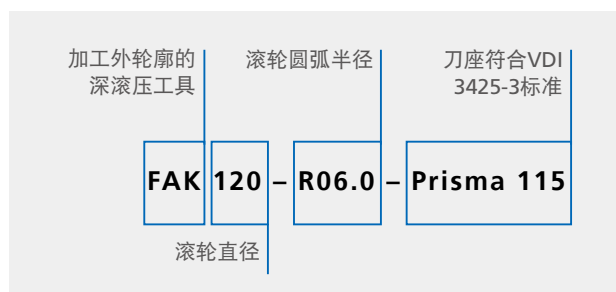 加工外轮廓的
深滚压工具
滚轮圆弧半径
刀座符合VDI
3425-3标准
FAK 120 – R06.0 – Prisma 115
滚轮直径